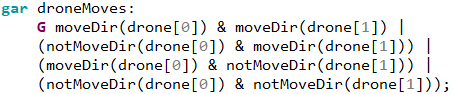 gar droneMoves:
G moveDir(drone[0]) & moveDir(drone[1]) |
(notMoveDir(drone[0]) & moveDir(drone[1])) |
(moveDir(drone[0]) & notMoveDir(drone[1])) |
(notMoveDir(drone[0]) & notMoveDir(drone[1]));